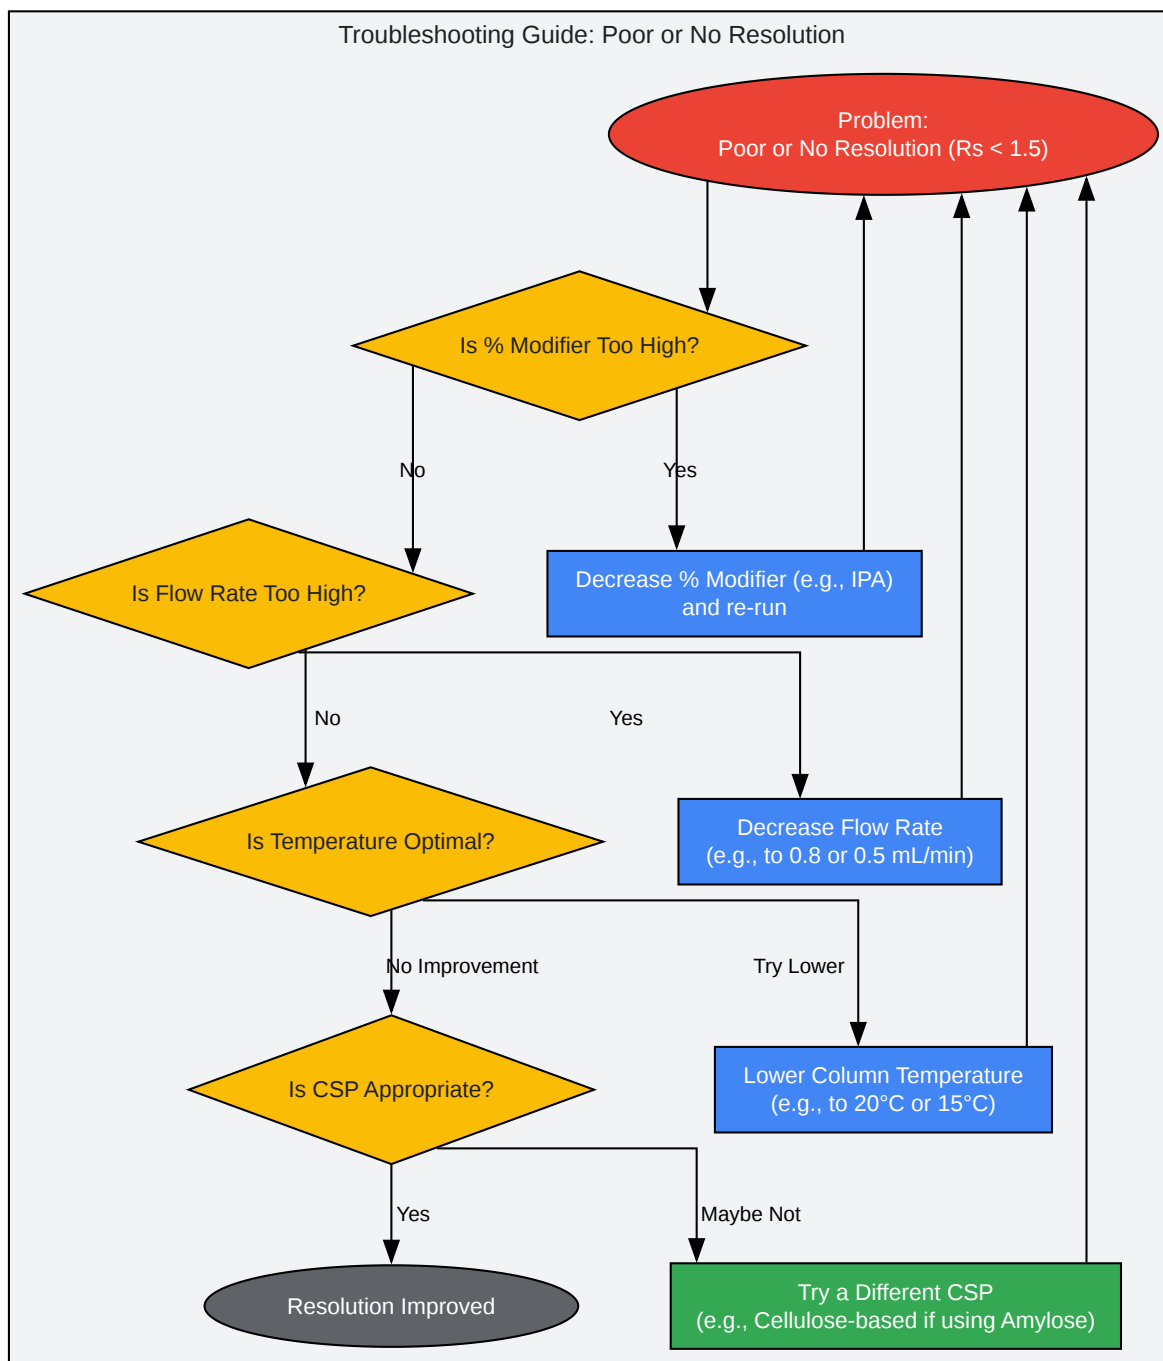 Troubleshooting Guide: Poor or No Resolution
Problem:
Poor or No Resolution (Rs < 1.5)
Is % Modifier Too High?
No
Yes
Is Flow Rate Too High?
Decrease % Modifier (e.g., IPA)
and re-run
No
Yes
Is Temperature Optimal?
Decrease Flow Rate
(e.g., to 0.8 or 0.5 mL/min)
No Improvement
Try Lower
Is CSP Appropriate?
Lower Column Temperature
(e.g., to 20°C or 15°C)
Yes
Maybe Not
Resolution Improved
Try a Different CSP
(e.g., Cellulose-based if using Amylose)